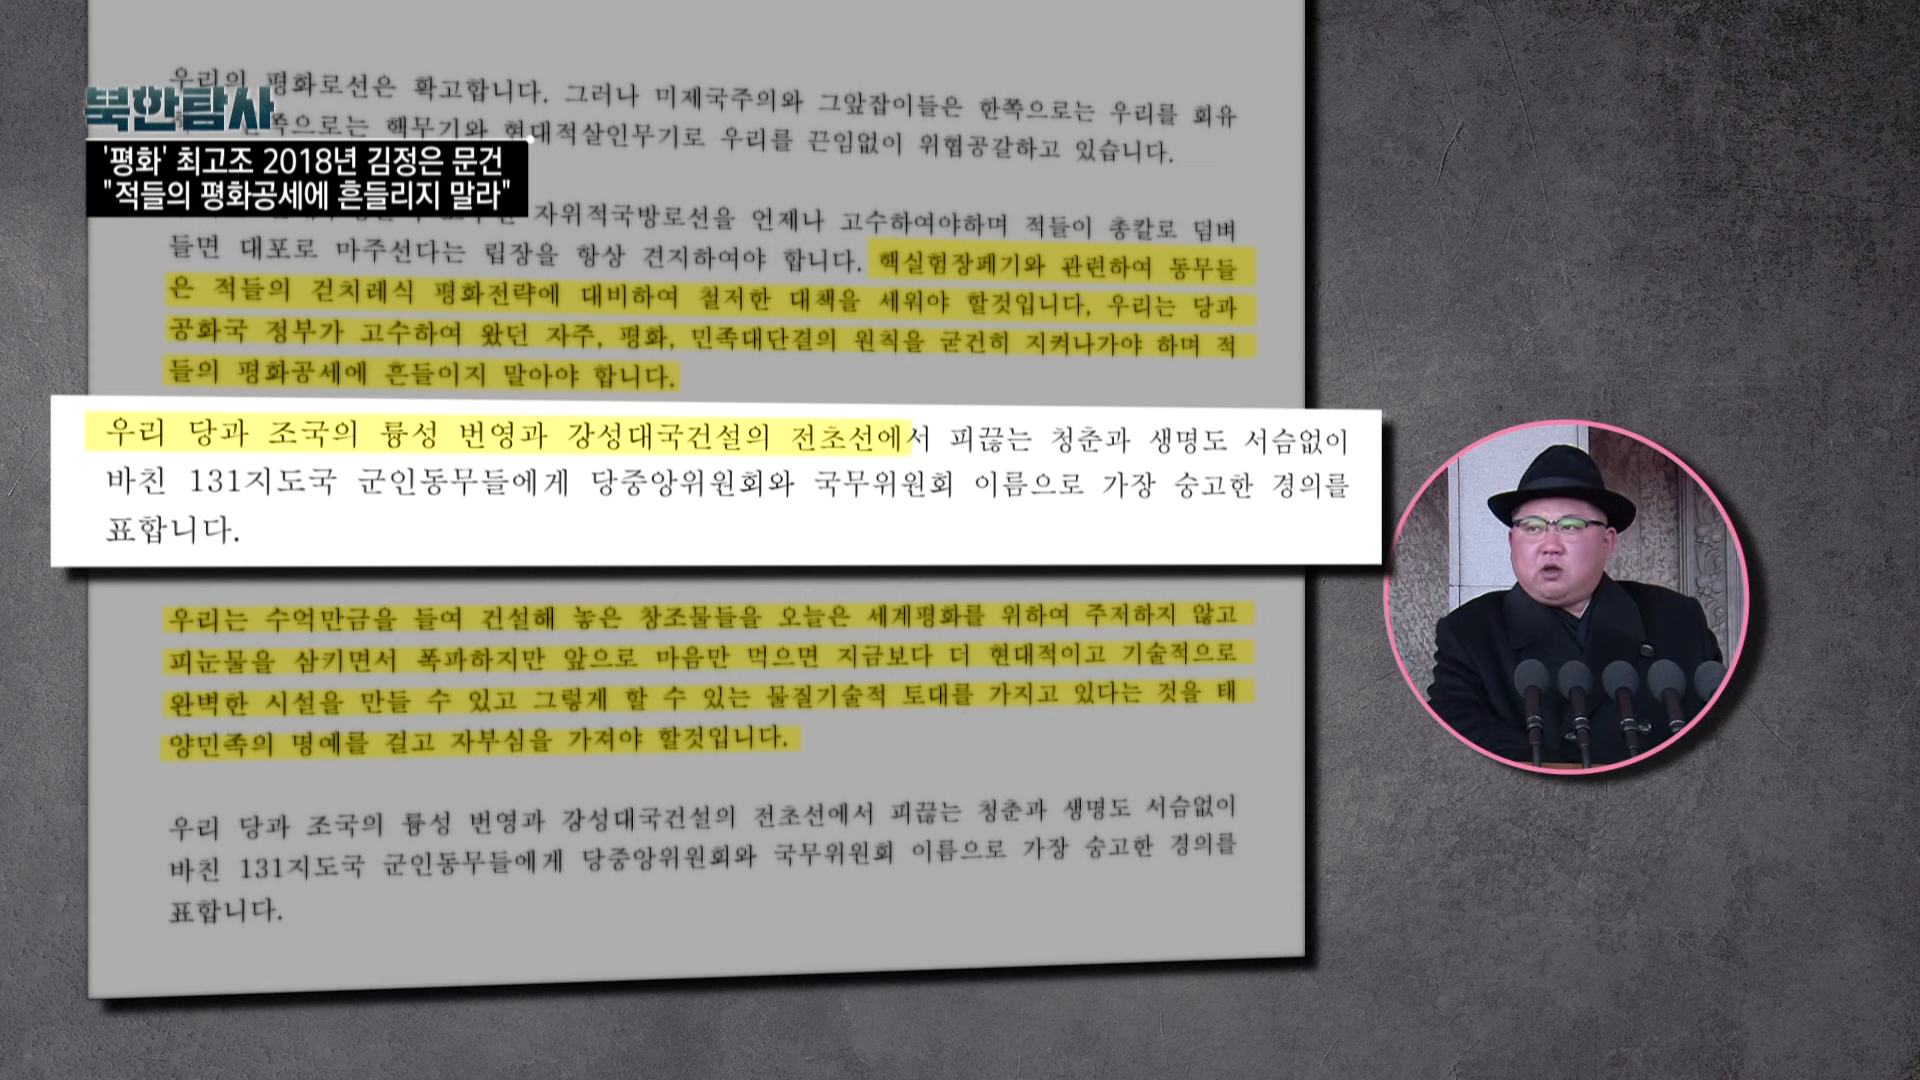 우리의 평화로선은 확고합니다. 그러나 미제국주의와 그앞잡이들은 한쪽으로는 우리를 회유
북한탐사
쪽으로는 핵무기와 현대적살인무기로 우리를 끈임없이 위협공갈하고 있습니다.
'평화' 최고조 2018년 김정은 문건
"적들의 평화공세에 흔들리지 말라"
자위적국방로선을 언제나 고수하여야하며 적들이 총칼로 덤벼
들면 대포로 마주선다는 립장을 항상 견지하여야 합니다. 핵실험장페기와 관련하여 동무들
은 적들의 걷치레식 평화전략에 대비하여 철저한 대책을 세워야 할것입니다, 우리는 당과
공화국 정부가 고수하여 왔던 자주, 평화, 민족대단결의 원칙을 굳건히 지켜나가야 하며 적
들의 평화공세에 흔들이지 말아야 합니다.
우리 당과 조국의 륭성 번영과 강성대국건설의 전초선에서 피끓는 청춘과 생명도 서슴없이
바친 131지도국 군인동무들에게 당중앙위원회와 국무위원회 이름으로 가장 숭고한 경의를
표합니다.
우리는 수억만금을 들여 건설해 놓은 창조물들을 오늘은 세계평화를 위하여 주저하지 않고
피눈물을 삼키면서 폭파하지만 앞으로 마음만 먹으면 지금보다 더 현대적이고 기술적으로
완벽한 시설을 만들 수 있고 그렇게 할 수 있는 물질기술적 토대를 가지고 있다는 것을 태
양민족의 명예를 걸고 자부심을 가져야 할것입니다.
우리 당과 조국의 륭성 번영과 강성대국건설의 전초선에서 피끓는 청춘과 생명도 서슴없이
바친 131지도국 군인동무들에게 당중앙위원회와 국무위원회 이름으로 가장 숭고한 경의를
표합니다.